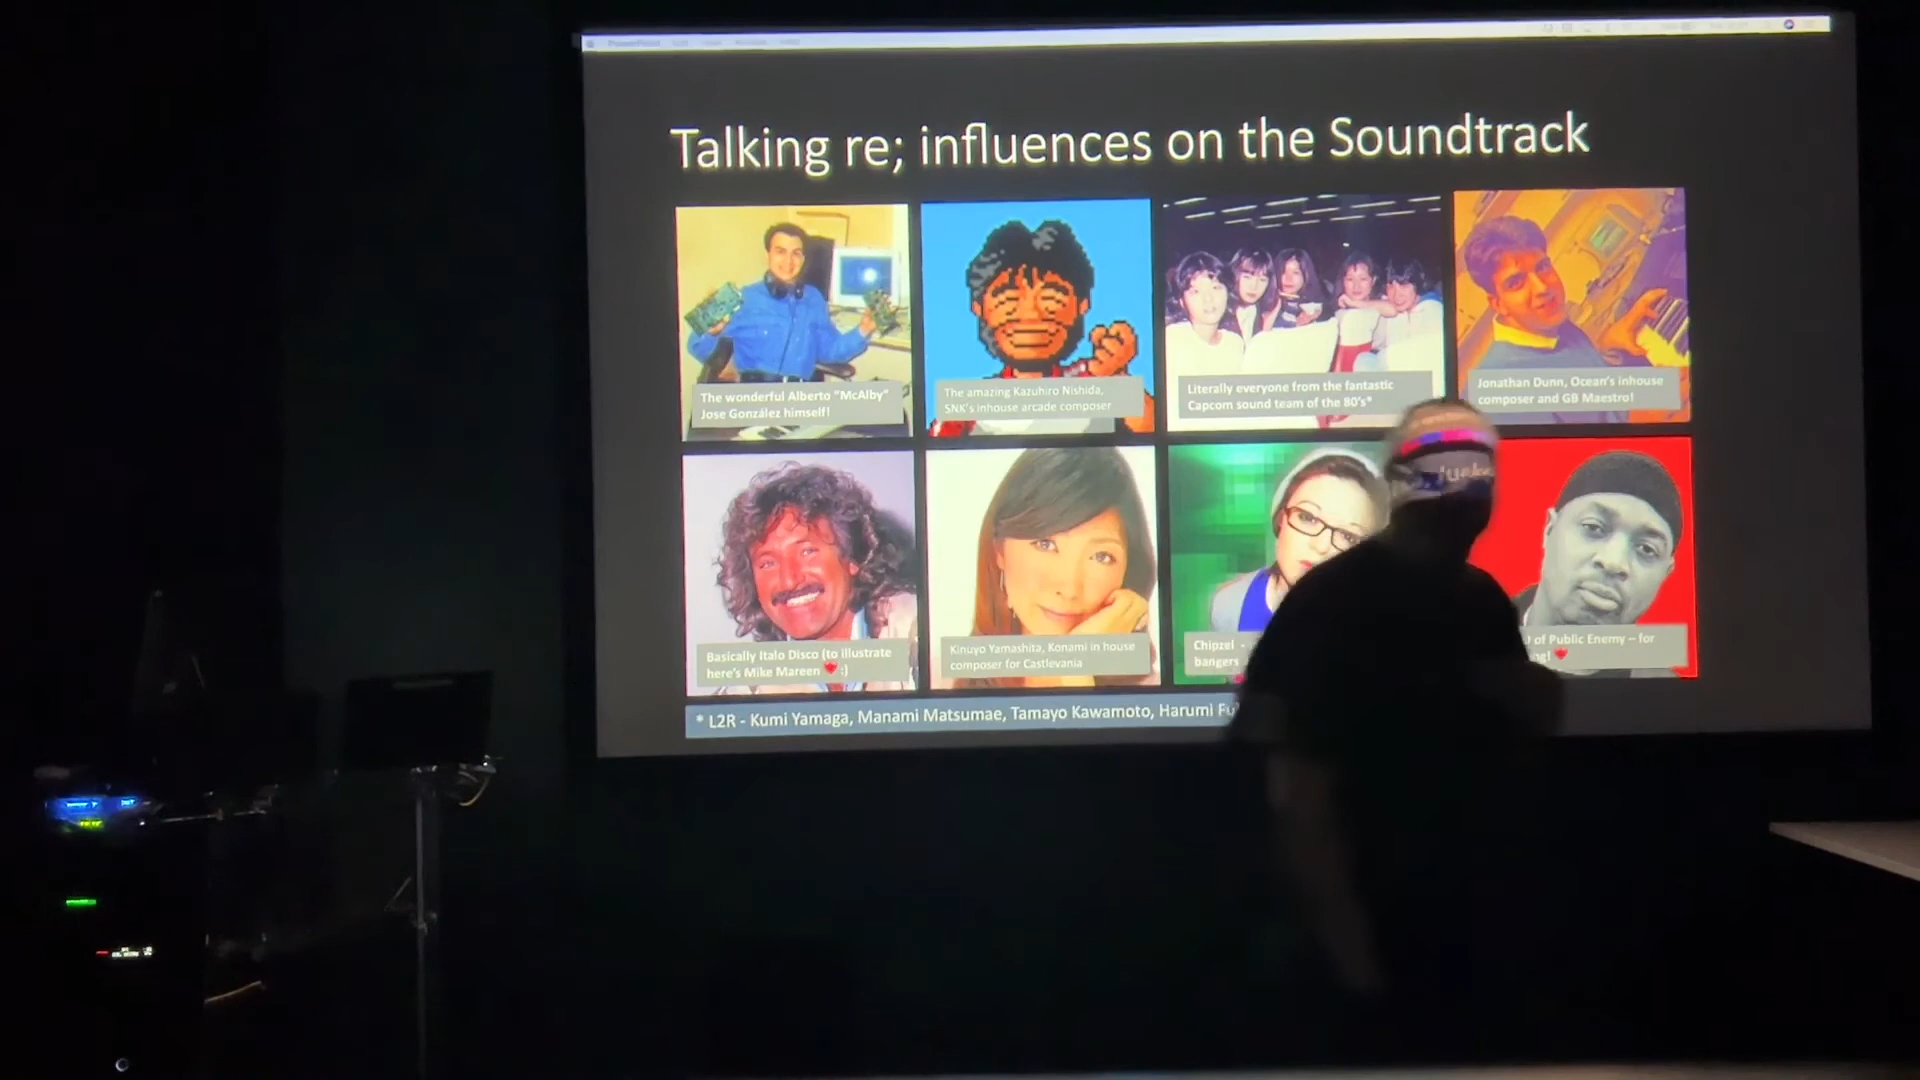 PowerPoint
Talking re; influences on the Soundtrack
The wonderful Alberto “McAlby”
Jose González himself!
The amazing Kazuhiro Nishida,
SNK's inhouse arcade composer
Literally everyone from the fantastic
Capcom sound team of the 80's*
Jonathan Dunn, Ocean's inhouse
composer and GB Maestro!
Basically Italo Disco (to illustrate
here's Mike Mareen :)
Kinuyo Yamashita, Konami in house
composer for Castlevania
Chipzel -
bangers
of Public Enemy – for
* L2R - Kumi Yamaga, Manami Matsumae, Tamayo Kawamoto, Harumi